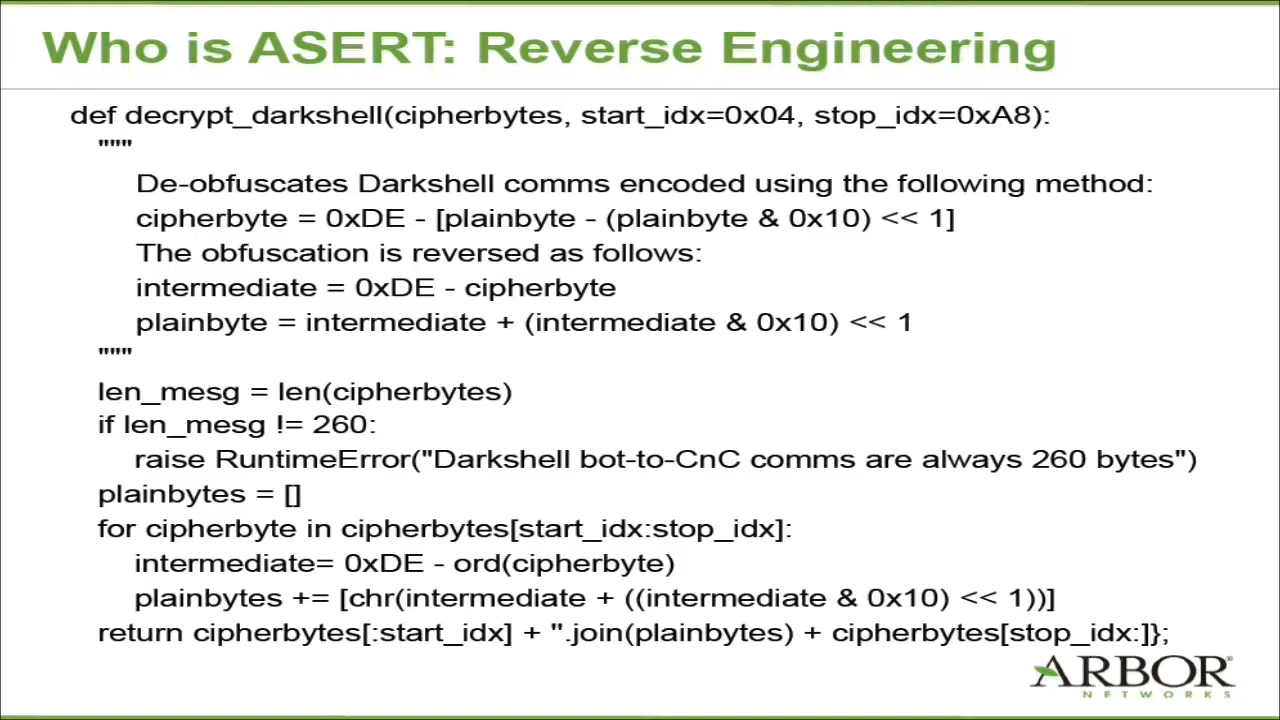 Who is ASERT: Reverse Engineering
def decrypt_darkshell(cipherbytes, start_idx=0x04, stop_idx=0xA8):
"""
De-obfuscates Darkshell comms encoded using the following method:
cipherbyte = 0xDE - [plainbyte - (plainbyte & 0x10) << 1]
The obfuscation is reversed as follows:
intermediate = 0xDE - cipherbyte
plainbyte = intermediate + (intermediate & 0x10) << 1
"""
len_mesg = len(cipherbytes)
if len_mesg != 260:
raise RuntimeError("Darkshell bot-to-CnC comms are always 260 bytes")
plainbytes = []
for cipherbyte in cipherbytes[start_idx:stop_idx]:
intermediate= 0xDE - ord(cipherbyte)
plainbytes += [chr(intermediate + ((intermediate & 0x10) << 1))]
return cipherbytes[:start_idx] + ''.join(plainbytes) + cipherbytes[stop_idx:]};
ARBOR
NETWORKS